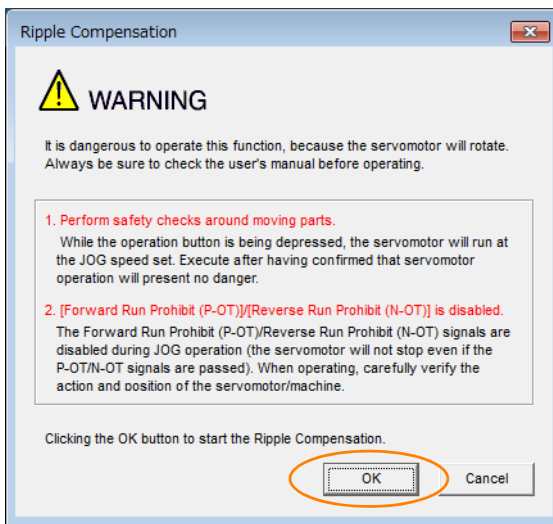 Ripple Compensation
WARNING
It is dangerous to operate this function, because the servomotor will rotate.
Always be sure to check the user's manual before operating.
1. Perform safety checks around moving parts.
While the operation button is being depressed, the servomotor will run at
the JOG speed set. Execute after having confirmed that servomotor
operation will present no danger.
2. [Forward Run Prohibit (P-OT)]/[Reverse Run Prohibit (N-OT)] is disabled.
The Forward Run Prohibit (P-OT)/Reverse Run Prohibit (N-OT) signals are
disabled during JOG operation (the servomotor will not stop even if the
P-OT/N-OT signals are passed). When operating, carefully verify the
action and position of the servomotor/machine.
Clicking the OK button to start the Ripple Compensation.
OK
Cancel